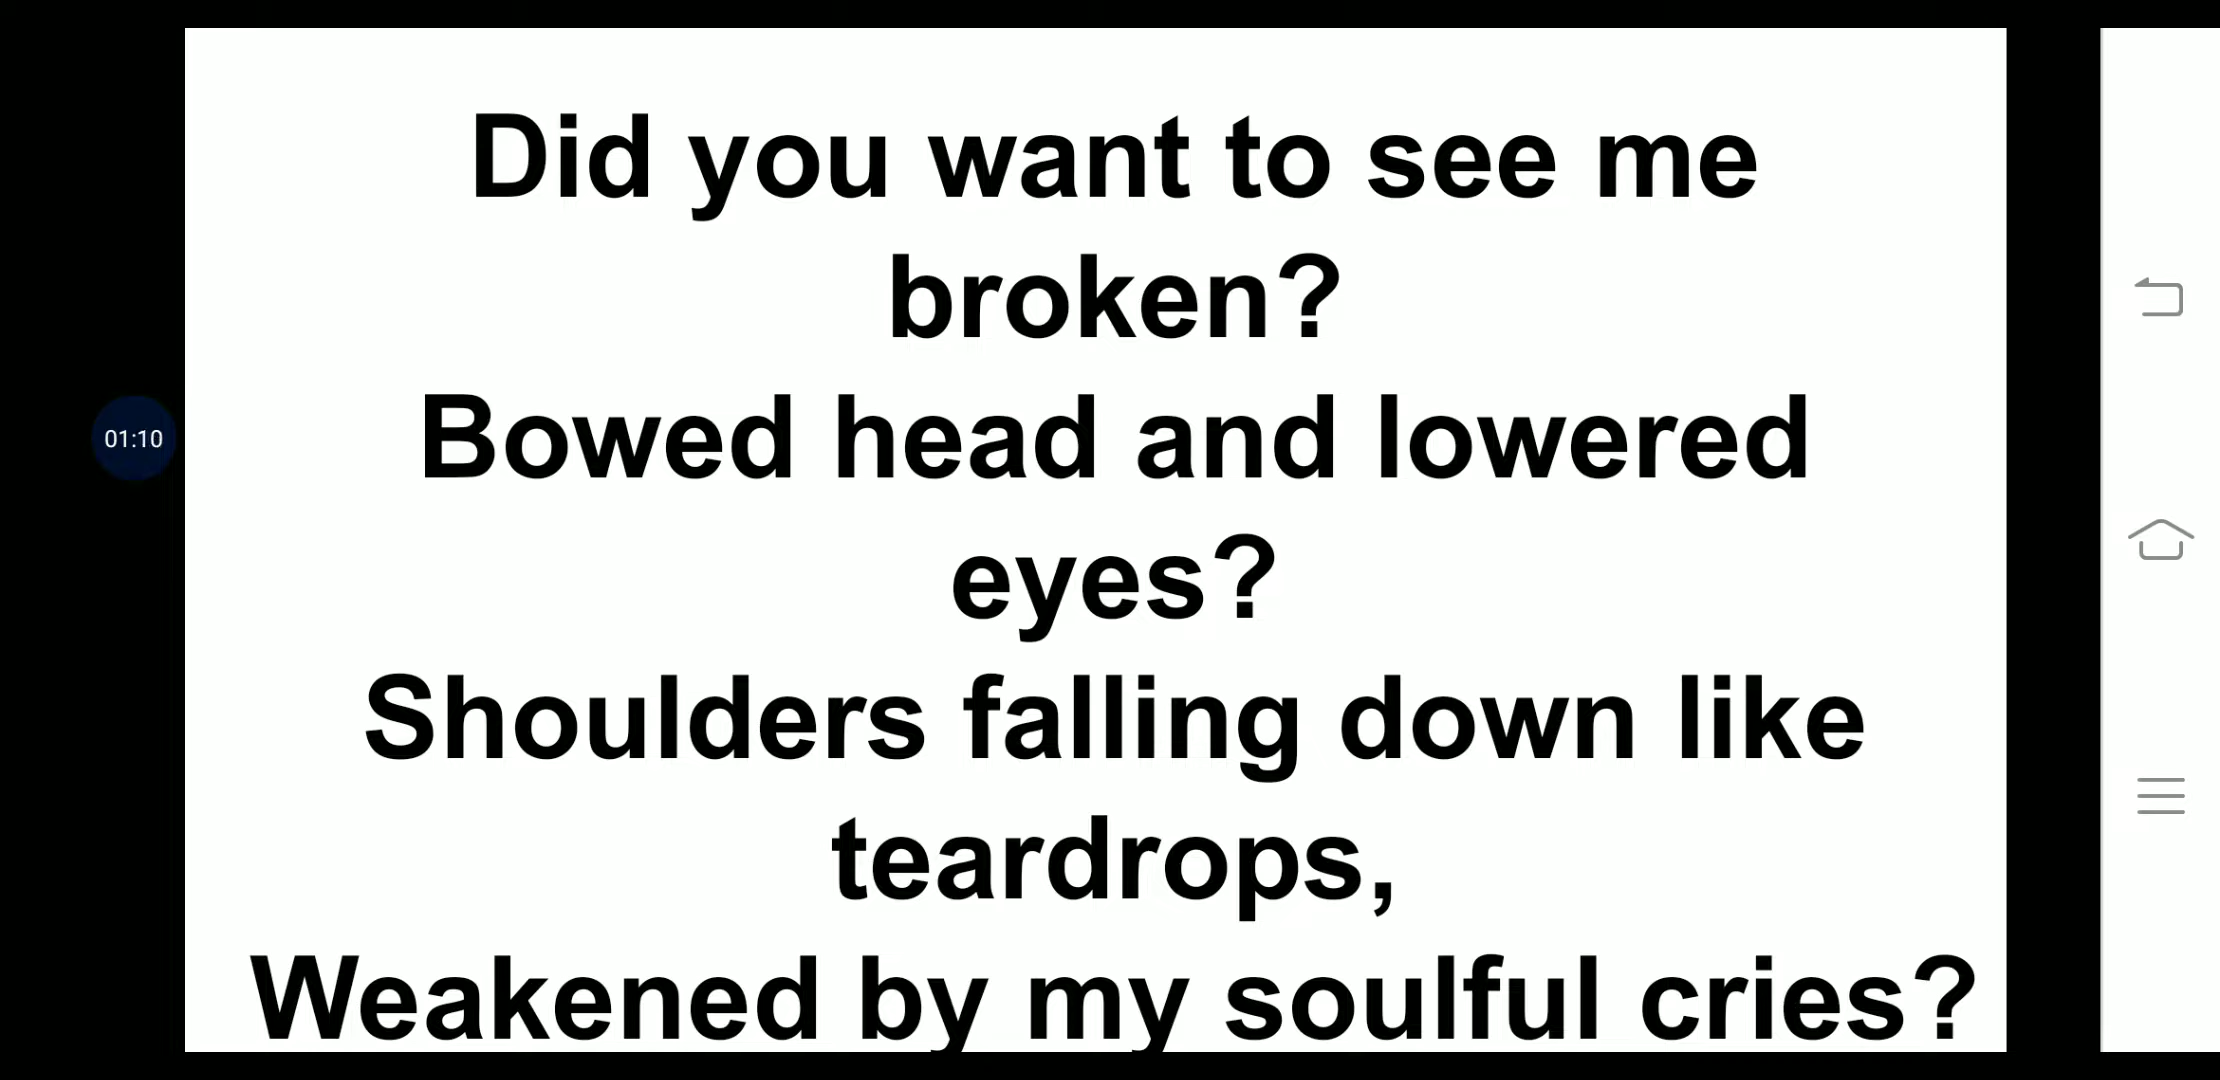 Did you want to see me
broken?
Bowed head and lowered
eyes?
Shoulders falling down like
teardrops,
Weakened by my soulful cries?
01:10